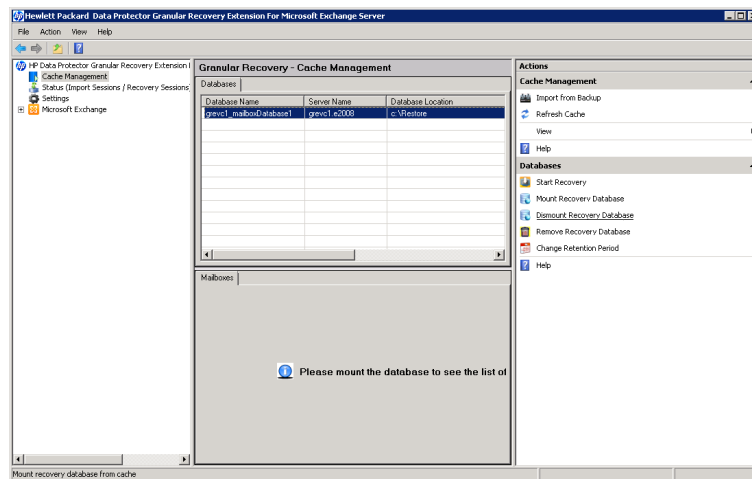 Hewlett Packard Data Protector Granular Recovery Extension For Microsoft Exchange Server
File Action View Help
HP Data Protector Granular Recovery Extension
Cache Management
Status (Import Sessions / Recovery Sessions
Settings
Microsoft Exchange
Granular Recovery - Cache Management
Databases
Database Name Server Name Database Location
grevc1_mailboxDatabase1 grevc1.e2008 c:\Restore
Mailboxes
Please mount the database to see the list of
Actions
Cache Management
Import from Backup
Refresh Cache
View
Help
Databases
Start Recovery
Mount Recovery Database
Dismount Recovery Database
Remove Recovery Database
Change Retention Period
Help
Mount recovery database from cache